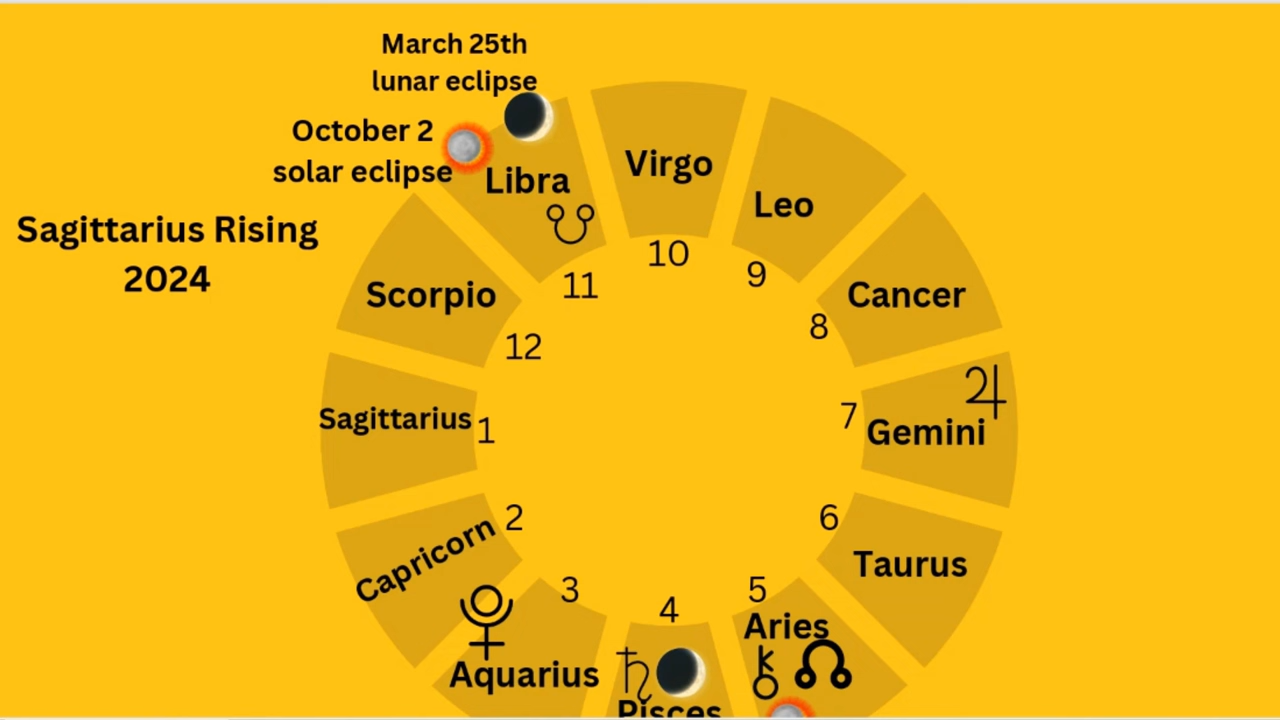 March 25th
lunar eclipse
October 2
solar eclipse
Sagittarius Rising
2024
Libra
Virgo
Leo
Scorpio
Cancer
Sagittarius
Gemini
Capricorn
Taurus
Aquarius
Pisces
Aries
1
2
3
4
5
6
7
8
9
10
11
12